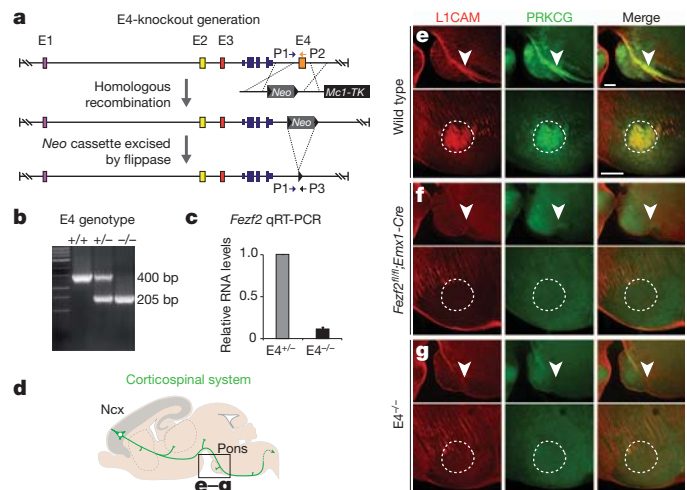 a
E4-knockout generation
E1
E2
E3
P1
E4
P2
Homologous
recombination
Neo
Mc1-TK
Neo
Neo cassette excised
by flippase
P1
P3
b
E4 genotype
+/+ +/− −/−
400 bp
205 bp
c
Fezf2 qRT-PCR
Relative RNA levels
1.0
0.5
0
E4+/−
E4−/−
d
Corticospinal system
Ncx
Pons
e–g
L1CAM
PRKCG
Merge
e
Wild type
f
Fezf2fl/fl;Emx1-Cre
g
E4−/−